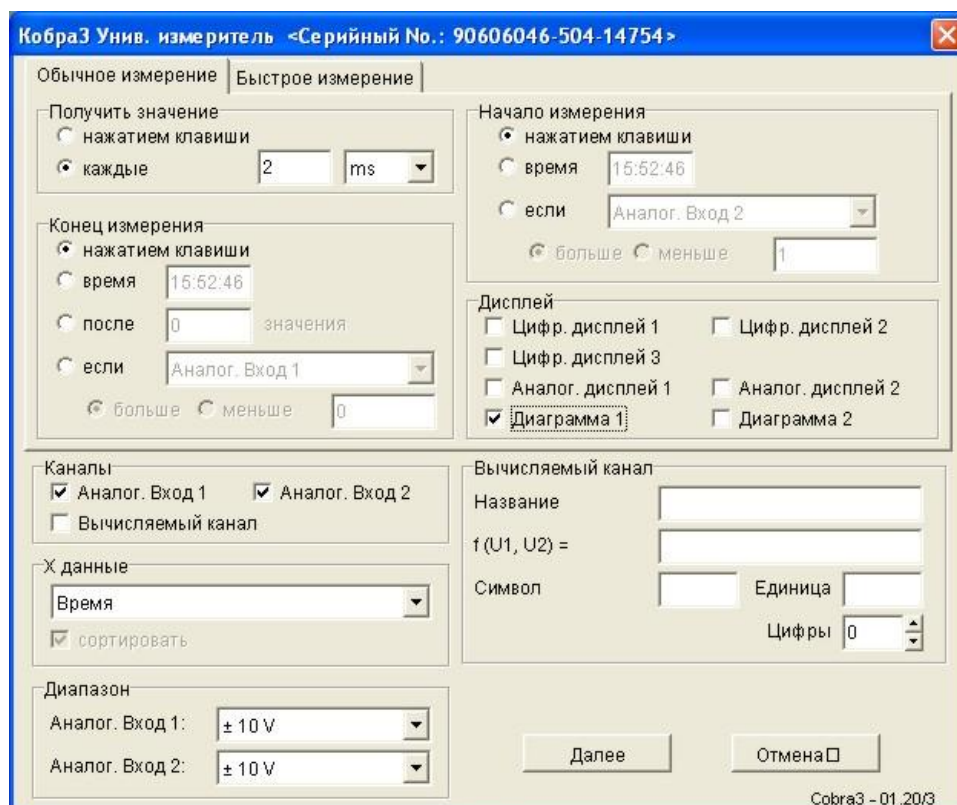 Кобра3 Унив. измеритель <Серийный No.: 90606046-504-14754>
Обычное измерение Быстрое измерение
Получить значение
нажатием клавиши
каждые 2 ms
Конец измерения
нажатием клавиши
время 15:52:46
после 0 значения
если Аналог. Вход 1
больше меньше 0
Начало измерения
нажатием клавиши
время 15:52:46
если Аналог. Вход 2
больше меньше 1
Дисплей
Цифр. дисплей 1 Цифр. дисплей 2
Цифр. дисплей 3
Аналог. дисплей 1 Аналог. дисплей 2
Диаграмма 1 Диаграмма 2
Каналы
Аналог. Вход 1 Аналог. Вход 2
Вычисляемый канал
Х данные
Время
сортировать
Диапазон
Аналог. Вход 1: ± 10 V
Аналог. Вход 2: ± 10 V
Вычисляемый канал
Название
f (U1, U2) =
Символ Единица
Цифры 0
Далее Отмена
Cobra3 - 01.20/3